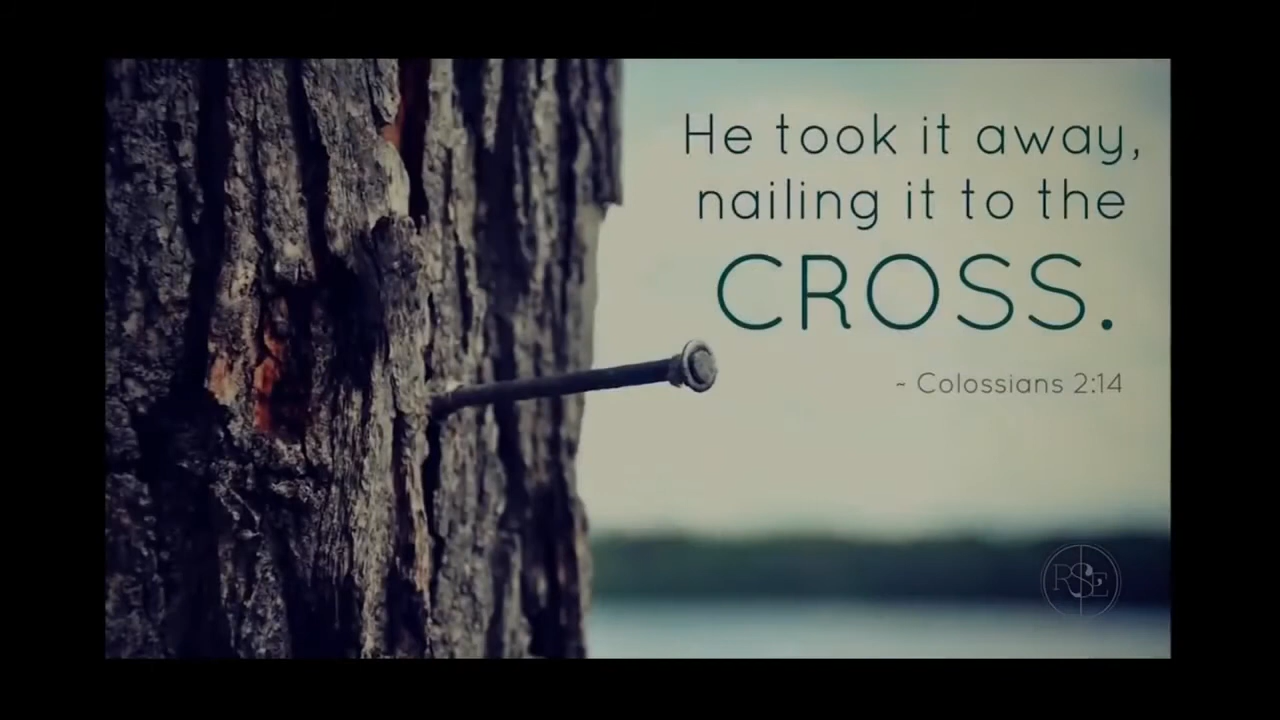 He took it away,
nailing it to the
CROSS.
~ Colossians 2:14
RSE